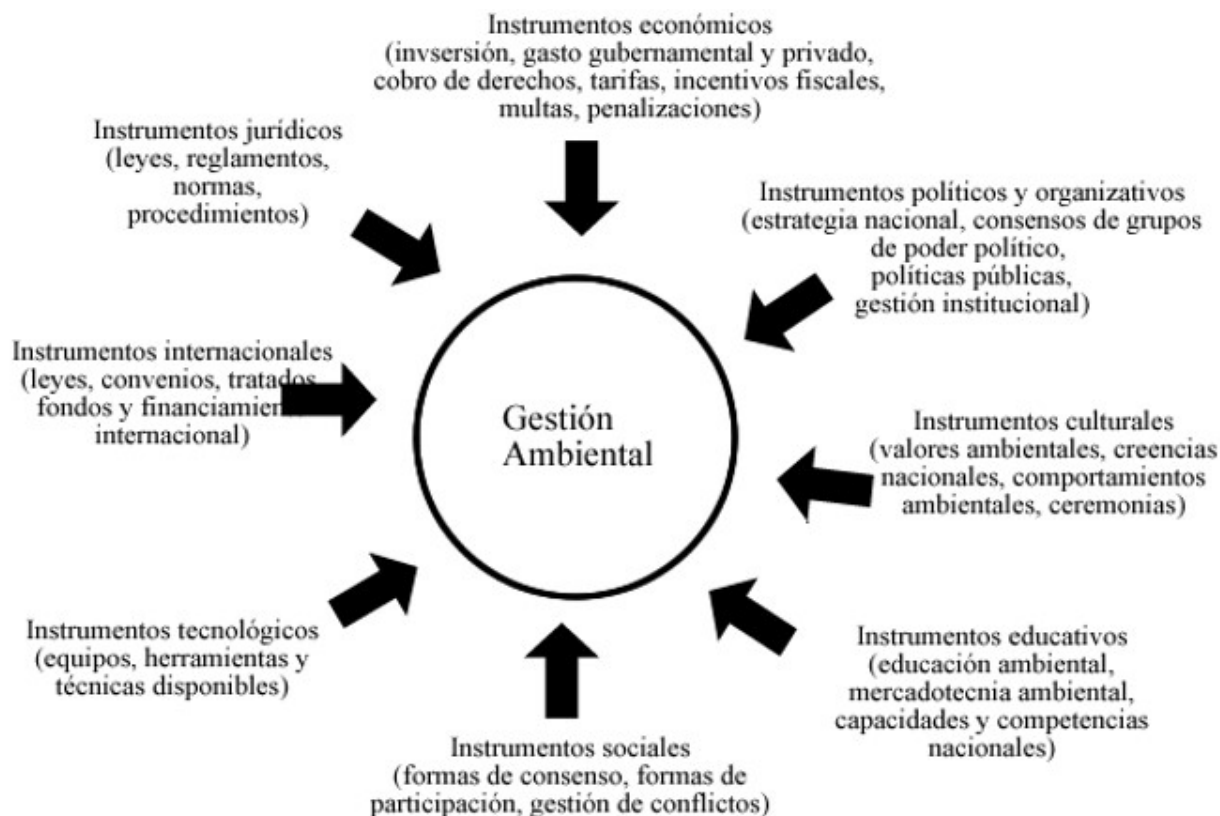 Instrumentos económicos
(invsersión, gasto gubernamental y privado,
cobro de derechos, tarifas, incentivos fiscales,
multas, penalizaciones)
Instrumentos jurídicos
(leyes, reglamentos,
normas,
procedimientos)
Instrumentos políticos y organizativos
(estrategia nacional, consensos de grupos
de poder político,
políticas públicas,
gestión institucional)
Instrumentos internacionales
(leyes, convenios, tratados
fondos y
internacional)
Gestión
Ambiental
Instrumentos culturales
(valores ambientales, creencias
nacionales, comportamientos
ambientales, ceremonias)
Instrumentos tecnológicos
(equipos, herramientas y
técnicas disponibles)
Instrumentos educativos
(educación ambiental,
mercadotecnia ambiental,
capacidades y competencias
nacionales)
Instrumentos sociales
(formas de consenso, formas de
participación, gestión de conflictos)